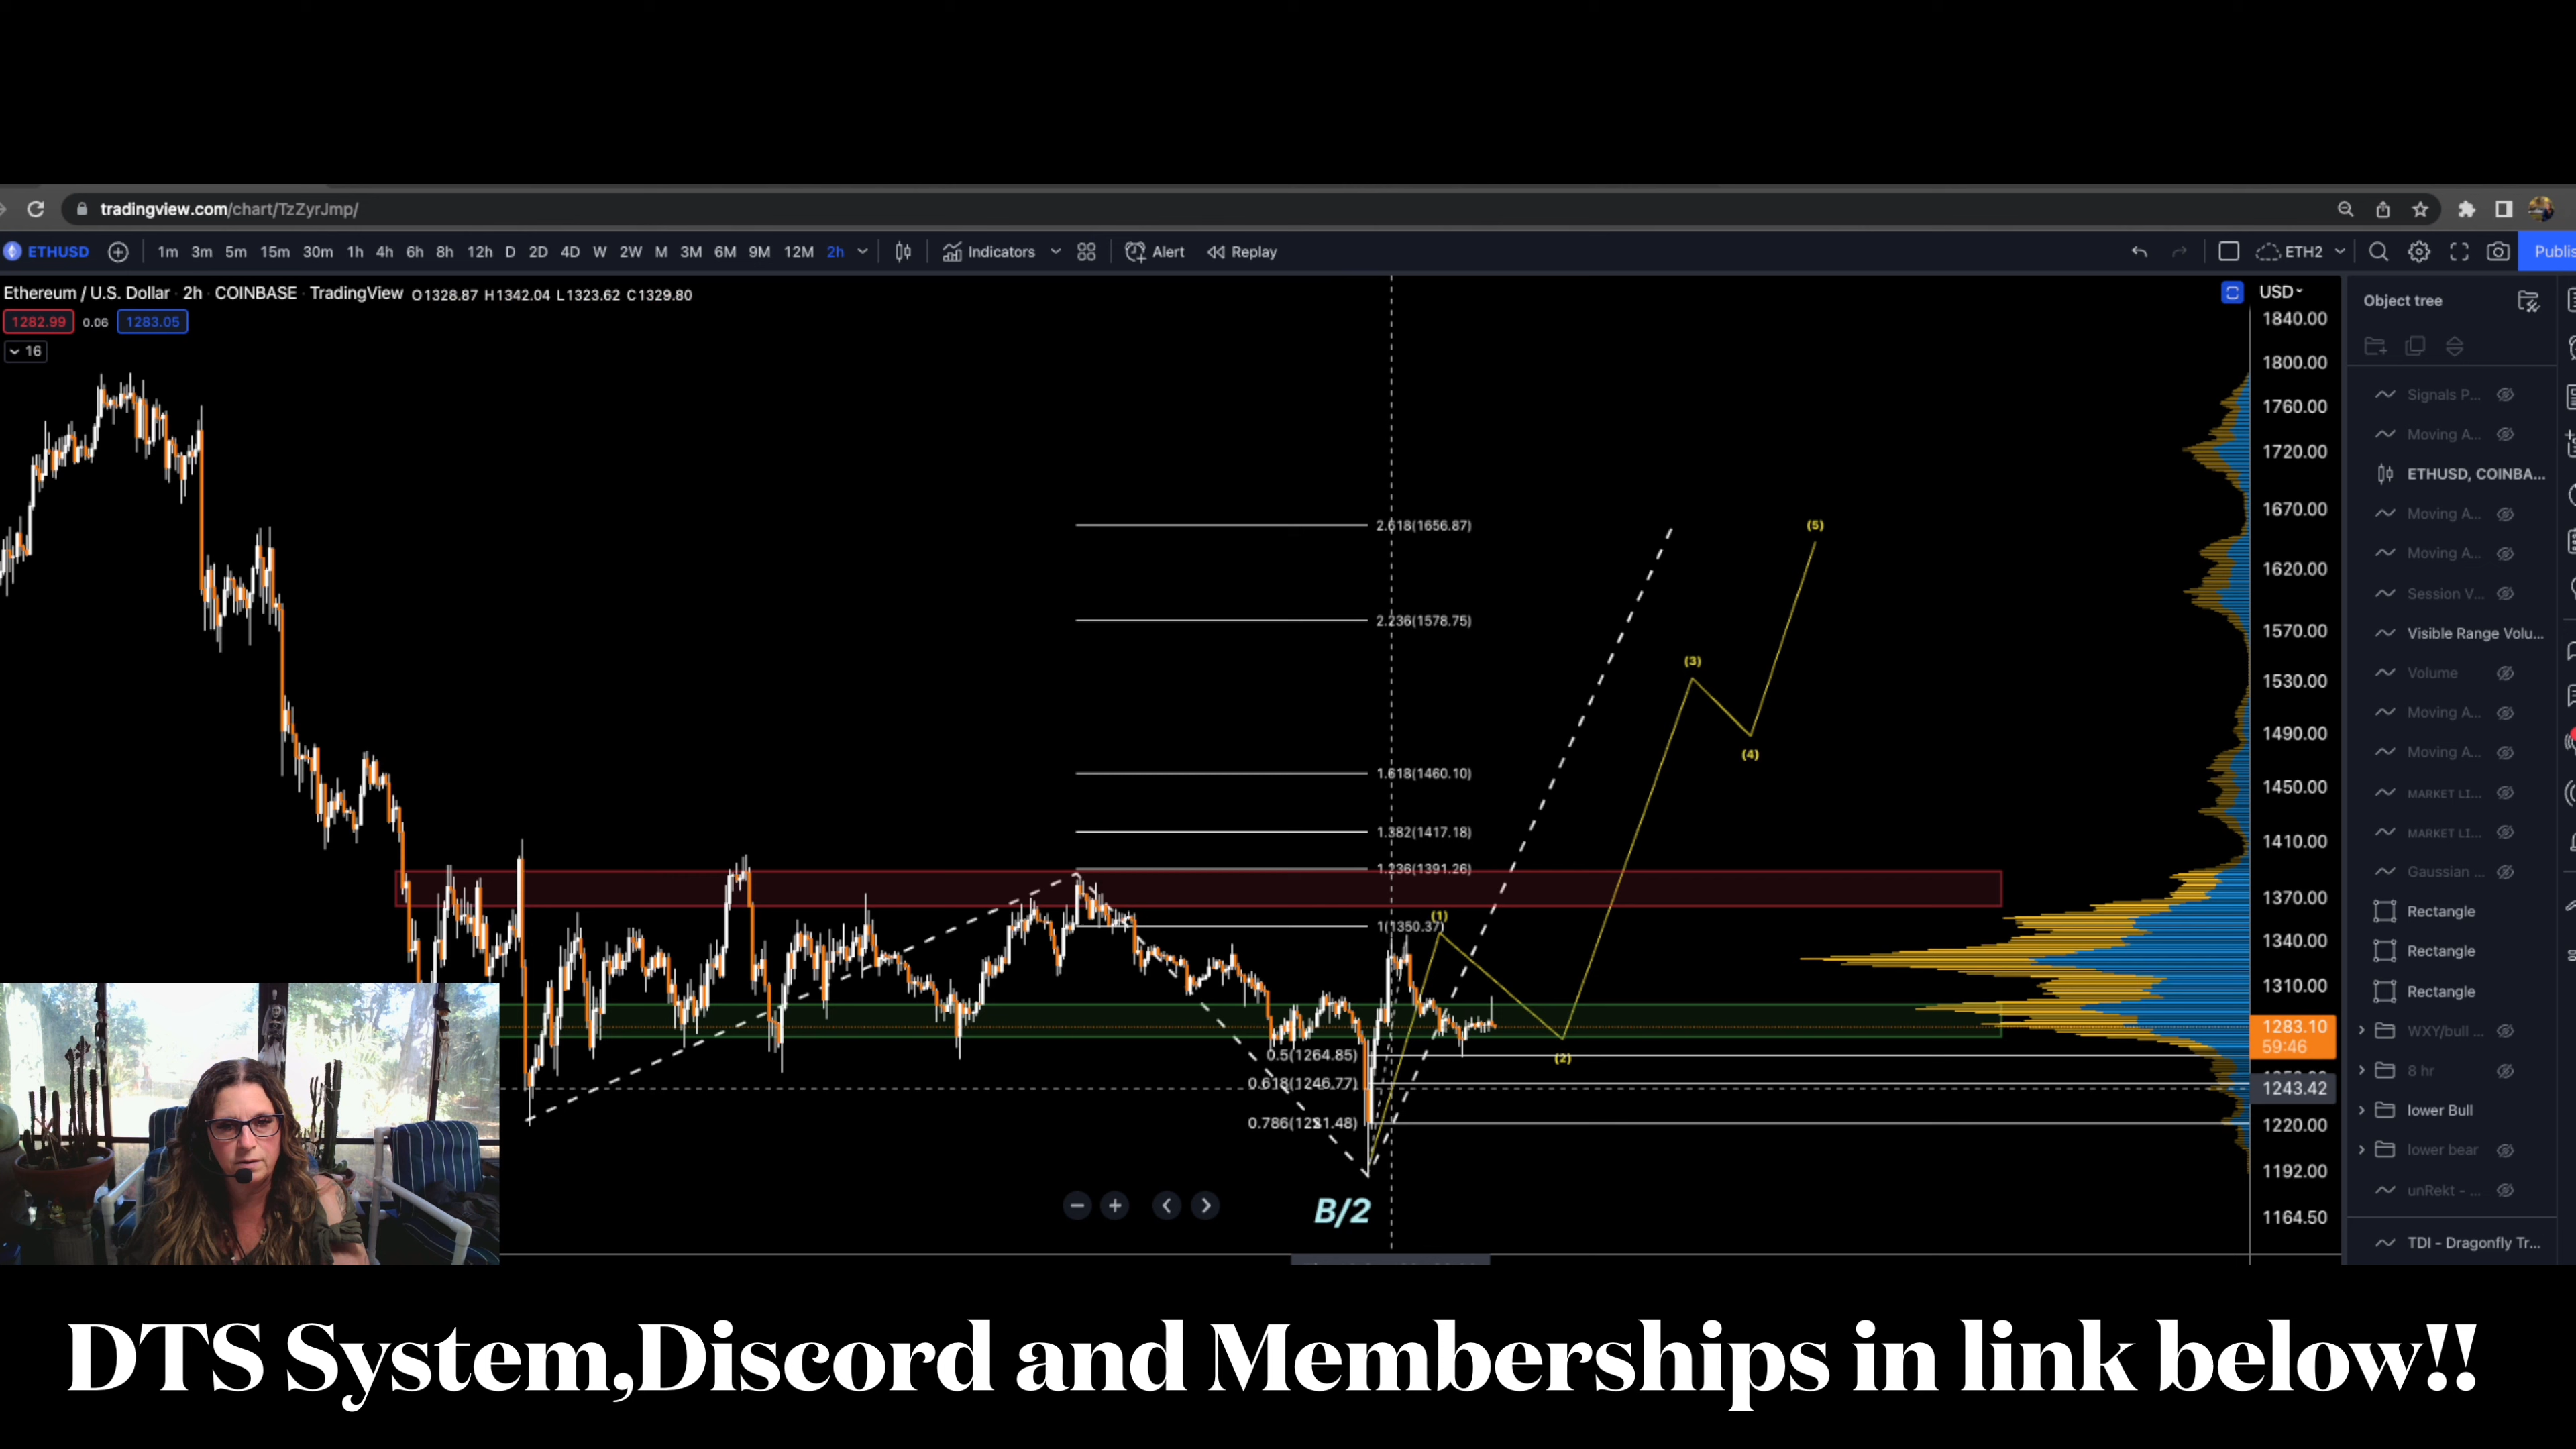 tradingview.com/chart/TzZyrJmp/
ETHUSD 1m 3m 5m 15m 30m 1h 4h 6h 8h 12h D 2D 4D W 2W M 3M 6M 9M 12M 2h Indicators Alert Replay ETH2 Publis
Ethereum / U.S. Dollar · 2h · COINBASE · TradingView O1328.87 H1342.04 L1323.62 C1329.80
1282.99 0.06 1283.05
16
USD
1840.00
1800.00
1760.00
1720.00
1670.00
1620.00
1570.00
1530.00
1490.00
1450.00
1410.00
1370.00
1340.00
1310.00
1283.10
59:46
1243.42
1220.00
1192.00
1164.50
2.618(1656.87)
2.236(1578.75)
1.618(1460.10)
1.382(1417.18)
1.236(1391.26)
1(1350.37)
0.5(1264.85)
0.618(1246.77)
0.786(1221.48)
(1)
(2)
(3)
(4)
(5)
B/2
Object tree
Signals P...
Moving A...
ETHUSD, COINBA...
Moving A...
Moving A...
Session V...
Visible Range Volu...
Volume
Moving A...
Moving A...
MARKET LI...
MARKET LI...
Gaussian ...
Rectangle
Rectangle
Rectangle
WXY/bull ...
8 hr
lower Bull
lower bear
unRekt - ...
TDI - Dragonfly Tr...
DTS System,Discord and Memberships in link below!!